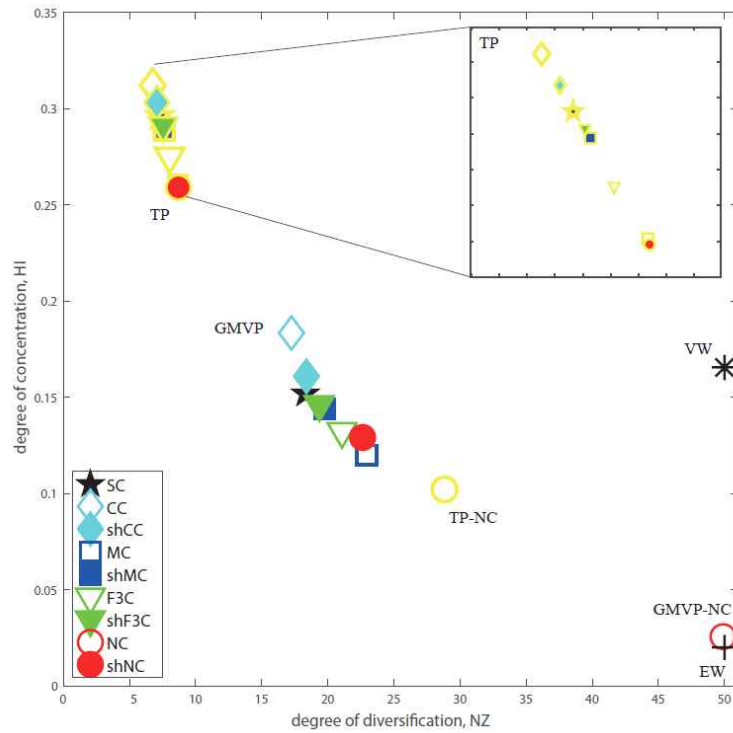 0.35
0.3
0.25
0.2
0.15
0.1
0.05
0
degree of concentration, HI
TP
TP
GMVP
VW
TP-NC
GMVP-NC
EW
SC
CC
shCC
MC
shMC
F3C
shF3C
NC
shNC
0 5 10 15 20 25 30 35 40 45 50
degree of diversification, NZ